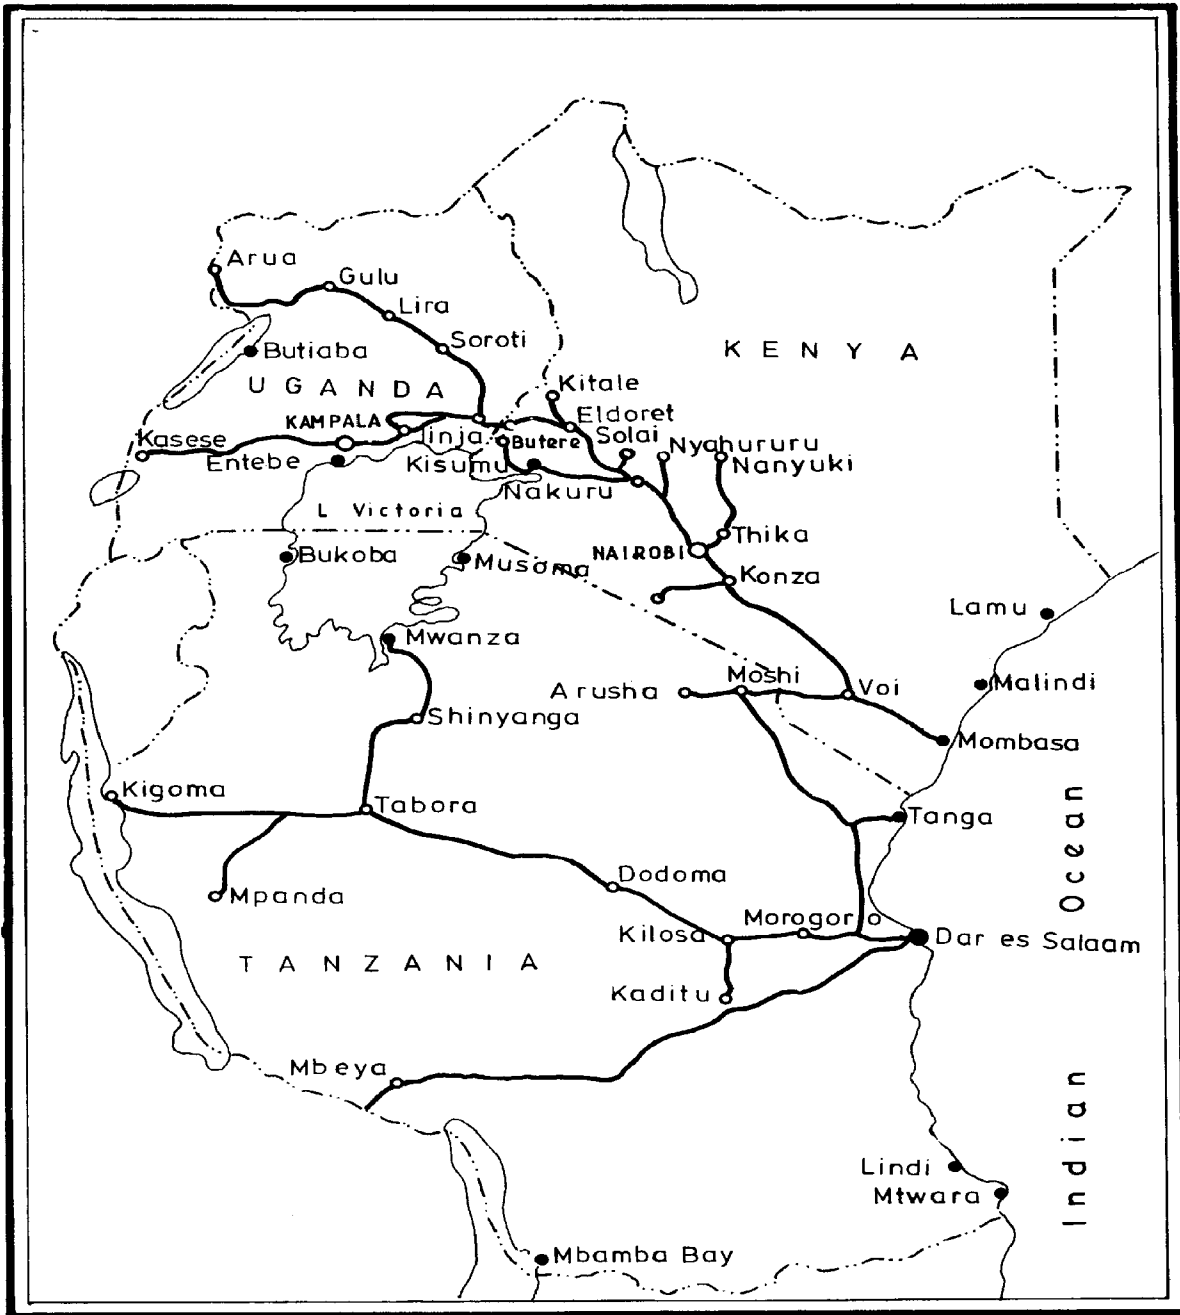 Arua
Gulu
Lira
Soroti
Butiaba
KENYA
UGANDA
Kitale
KAMPALA
Jinja
Eldoret
Butere
Solai
Kasese
Entebe
Kisumu
Nyahururu
Nanyuki
Nakuru
L Victoria
Thika
NAIROBI
Bukoba
Musoma
Konza
Lamu
Mwanza
Moshi
Arusha
Voi
Malindi
Shinyanga
Mombasa
Kigoma
Tabora
Tanga
Dodoma
Mpanda
Morogoro
Kilosa
Dar es Salaam
TANZANIA
Kaditu
Mbeya
Indian Ocean
Lindi
Mtwara
Mbamba Bay